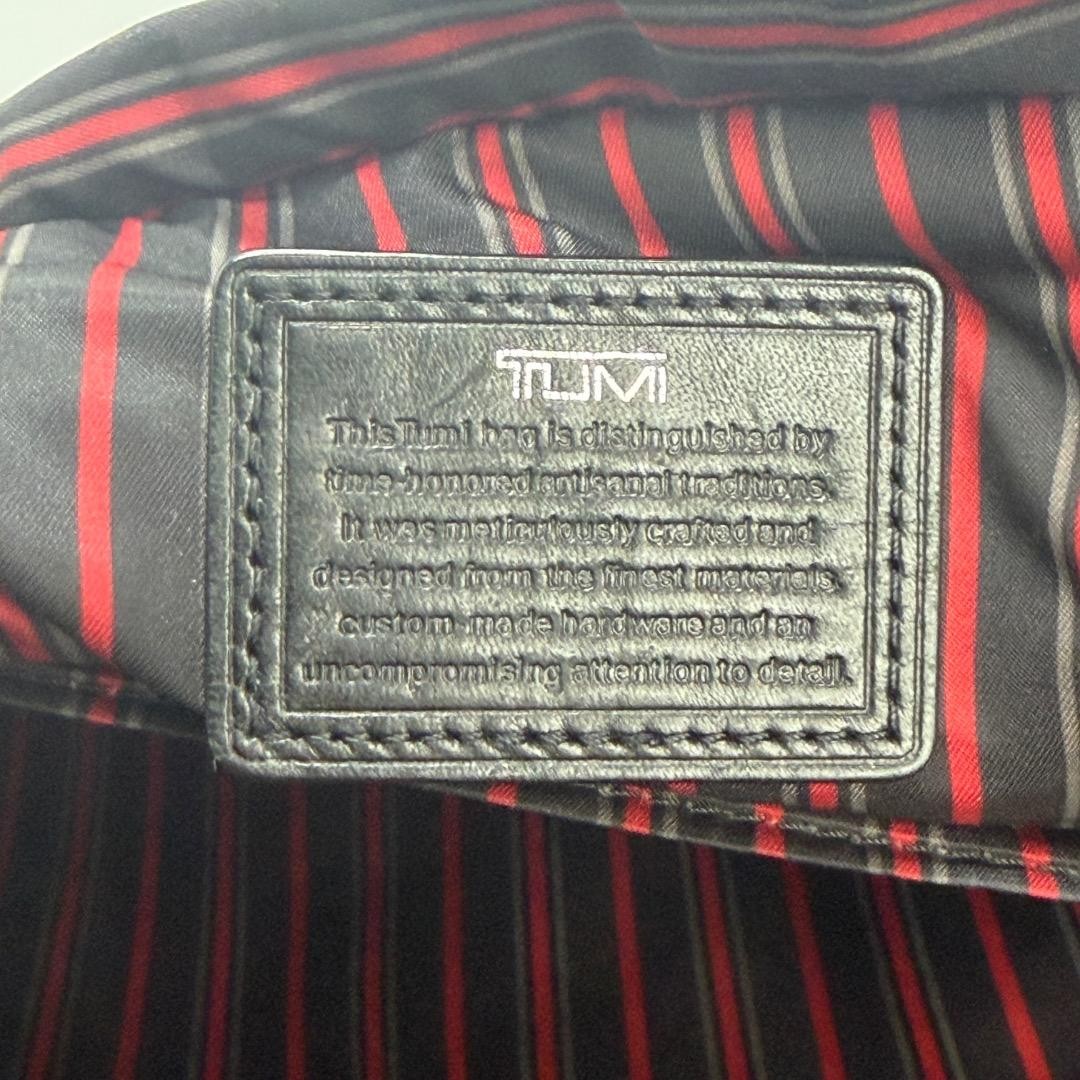 TUMI
This Tumi bag is distinguished by
time-honored artisanal traditions.
It was meticulously crafted and
designed from the finest materials,
custom-made hardware and an
uncompromising attention to detail.